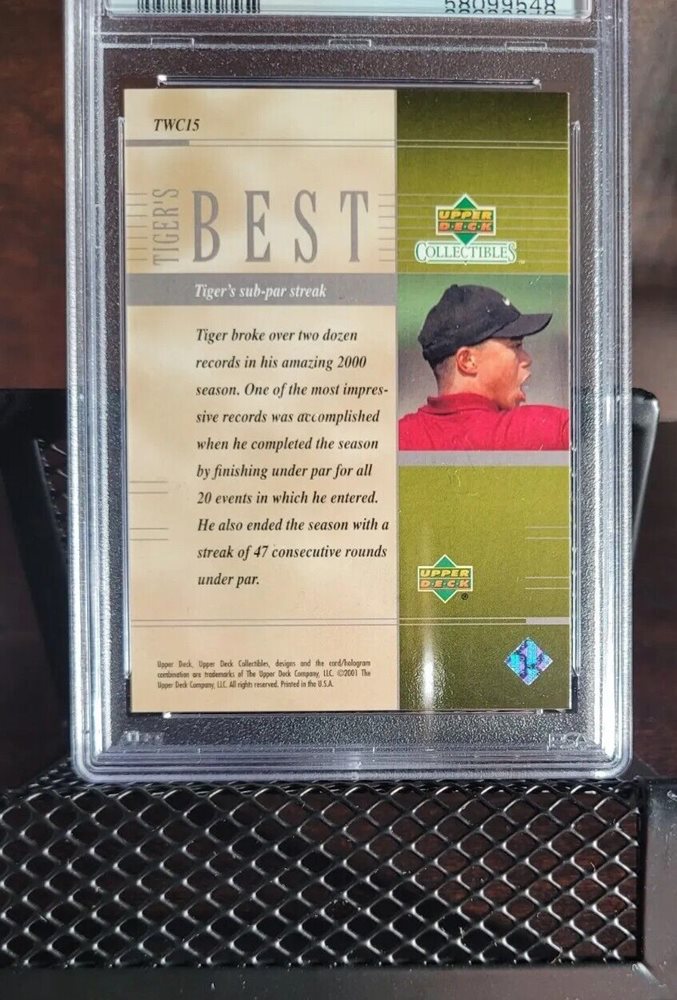 58099548
TWC15
TIGER'S
BEST
UPPER
D·E·C·K
COLLECTIBLES
Tiger's sub-par streak
Tiger broke over two dozen
records in his amazing 2000
season. One of the most impres-
sive records was accomplished
when he completed the season
by finishing under par for all
20 events in which he entered.
He also ended the season with a
streak of 47 consecutive rounds
under par.
UPPER
D·E·C·K
Upper Deck, Upper Deck Collectibles, designs and the card/hologram
combination are trademarks of The Upper Deck Company, LLC. ©2001 The
Upper Deck Company, LLC. All rights reserved. Printed in the U.S.A.
PSA